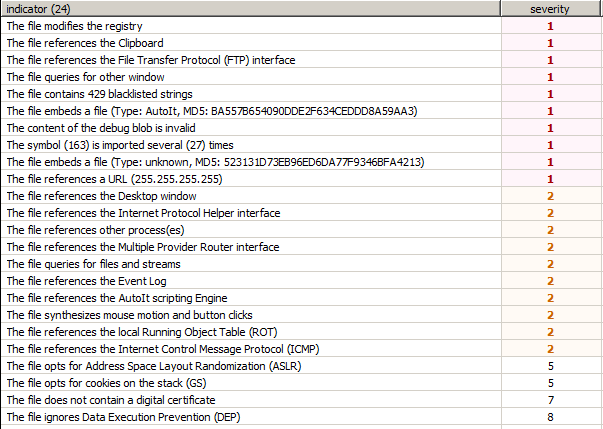 indicator (24) severity
The file modifies the registry 1
The file references the Clipboard 1
The file references the File Transfer Protocol (FTP) interface 1
The file queries for other window 1
The file contains 429 blacklisted strings 1
The file embeds a file (Type: AutoIt, MD5: BA557B654090DDE2F634CEDDD8A59AA3) 1
The content of the debug blob is invalid 1
The symbol (163) is imported several (27) times 1
The file embeds a file (Type: unknown, MD5: 523131D73EB96ED6DA77F9346BFA4213) 1
The file references a URL (255.255.255.255) 1
The file references the Desktop window 2
The file references the Internet Protocol Helper interface 2
The file references other process(es) 2
The file references the Multiple Provider Router interface 2
The file queries for files and streams 2
The file references the Event Log 2
The file references the AutoIt scripting Engine 2
The file synthesizes mouse motion and button clicks 2
The file references the local Running Object Table (ROT) 2
The file references the Internet Control Message Protocol (ICMP) 2
The file opts for Address Space Layout Randomization (ASLR) 5
The file opts for cookies on the stack (GS) 5
The file does not contain a digital certificate 7
The file ignores Data Execution Prevention (DEP) 8